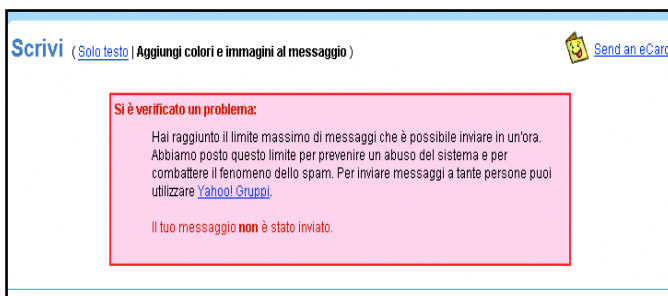 Scrivi ( Solo testo | Aggiungi colori e immagini al messaggio ) Send an eCard
Si è verificato un problema:
Hai raggiunto il limite massimo di messaggi che è possibile inviare in un'ora.
Abbiamo posto questo limite per prevenire un abuso del sistema e per
combattere il fenomeno dello spam. Per inviare messaggi a tante persone puoi
utilizzare Yahoo! Gruppi.
Il tuo messaggio non è stato inviato.